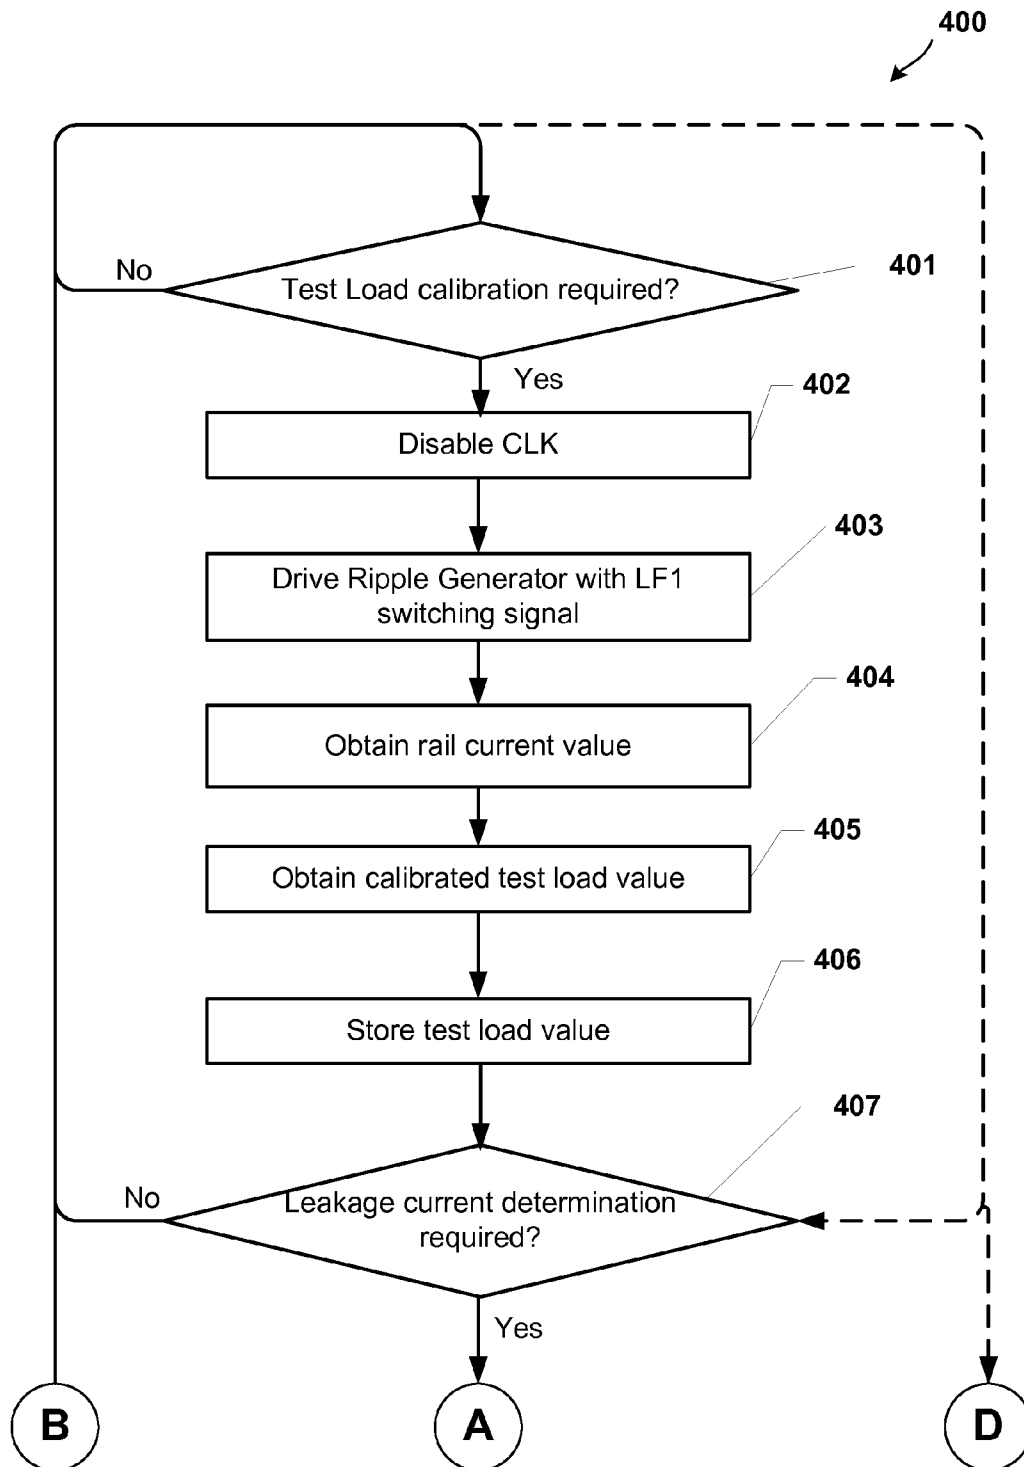 400
No
Test Load calibration required?
401
Yes
402
Disable CLK
403
Drive Ripple Generator with LF1
switching signal
404
Obtain rail current value
405
Obtain calibrated test load value
406
Store test load value
407
No
Leakage current determination
required?
Yes
B
A
D